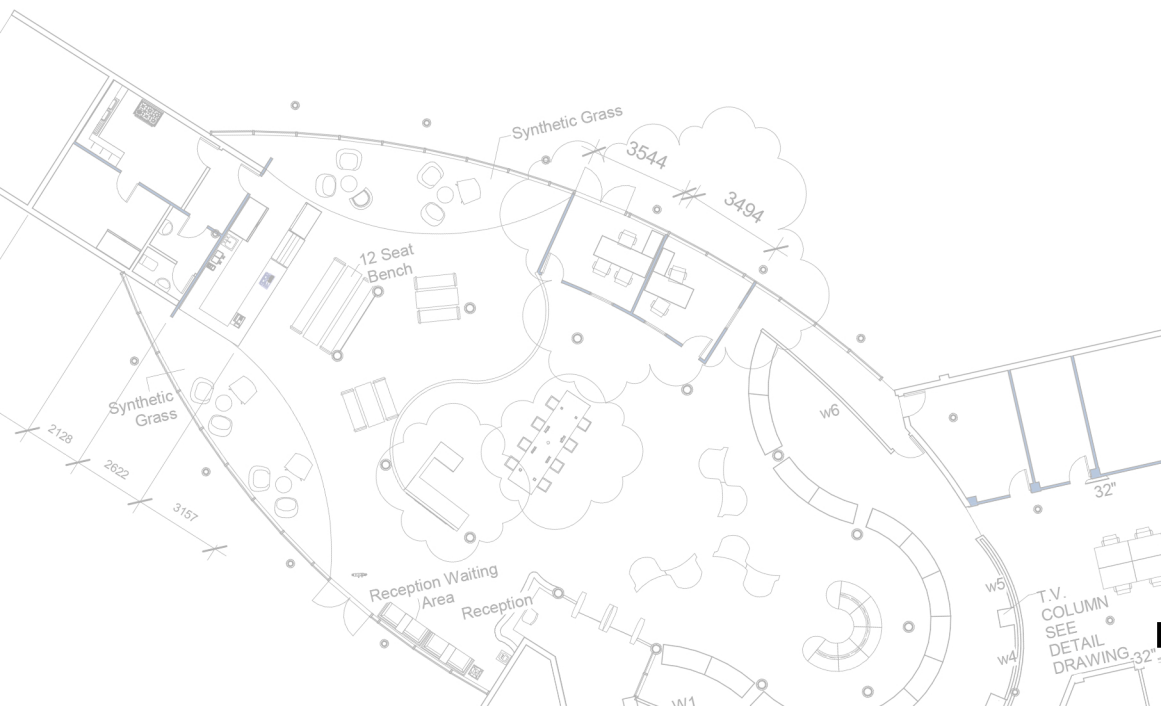 Synthetic Grass
3544
3494
12 Seat
Bench
w6
Synthetic
Grass
2128
2622
3157
32"
Reception Waiting
Area
Reception
w5
T.V.
COLUMN
SEE
DETAIL
DRAWING
w4
32"
W1